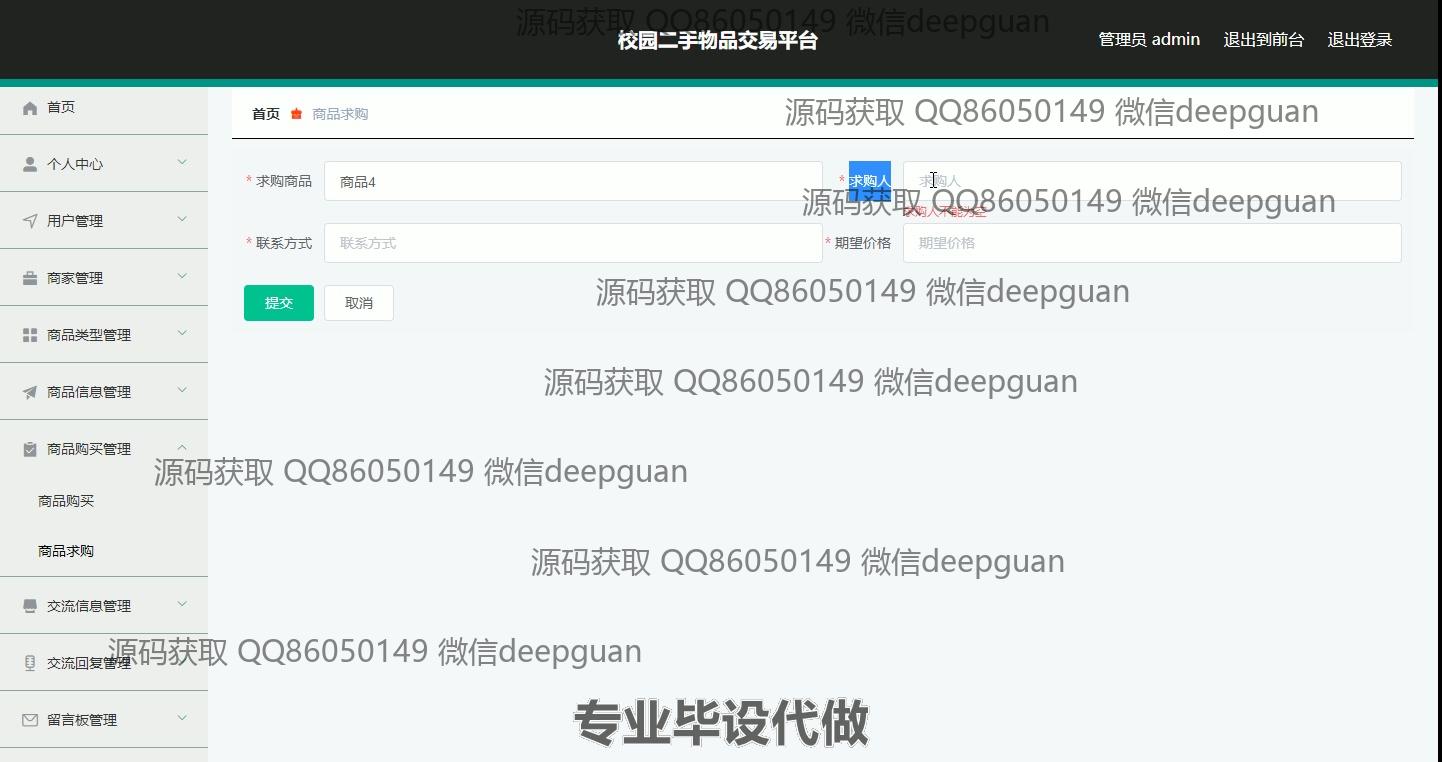 源码获取 QQ86050149 微信deepguan
校园二手物品交易平台
管理员 admin 退出到前台 退出登录
首页
首页 商品求购
源码获取 QQ86050149 微信deepguan
个人中心
* 求购商品 商品4 * 求购人 求购人
源码获取 QQ86050149 微信deepguan
求购人不能为空
用户管理
* 联系方式 联系方式 * 期望价格 期望价格
商家管理
提交 取消
源码获取 QQ86050149 微信deepguan
商品类型管理
源码获取 QQ86050149 微信deepguan
商品信息管理
商品购买管理
源码获取 QQ86050149 微信deepguan
商品购买
商品求购
源码获取 QQ86050149 微信deepguan
交流信息管理
源码获取 QQ86050149 微信deepguan
交流回复管理
留言板管理
专业毕设代做